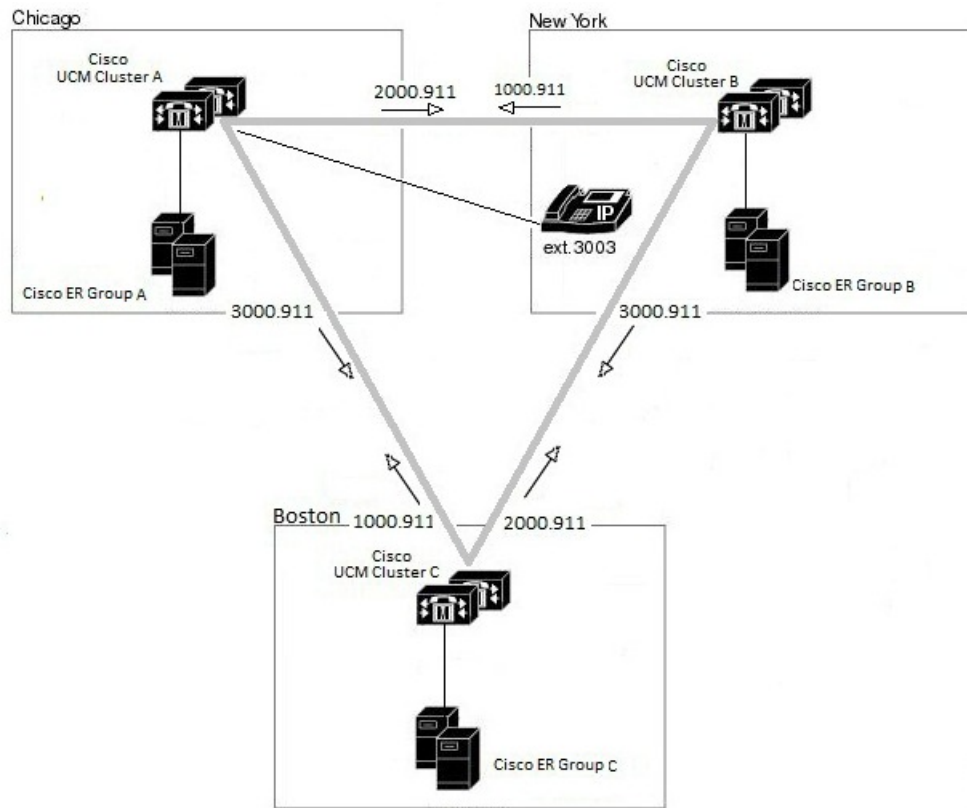 Chicago
New York
Cisco
UCM Cluster A
2000.911
1000.911
Cisco
UCM Cluster B
M
M
IP
ext.3003
Cisco ER Group A
Cisco ER Group B
3000.911
3000.911
Boston
1000.911
2000.911
Cisco
UCM Cluster C
M
Cisco ER Group C